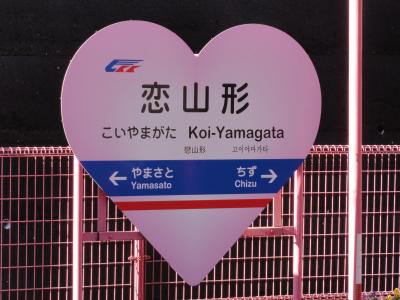 恋山形
こいやまがた Koi-Yamagata
恋山形 코이야마가타
← やまさと ちず →
Yamasato Chizu